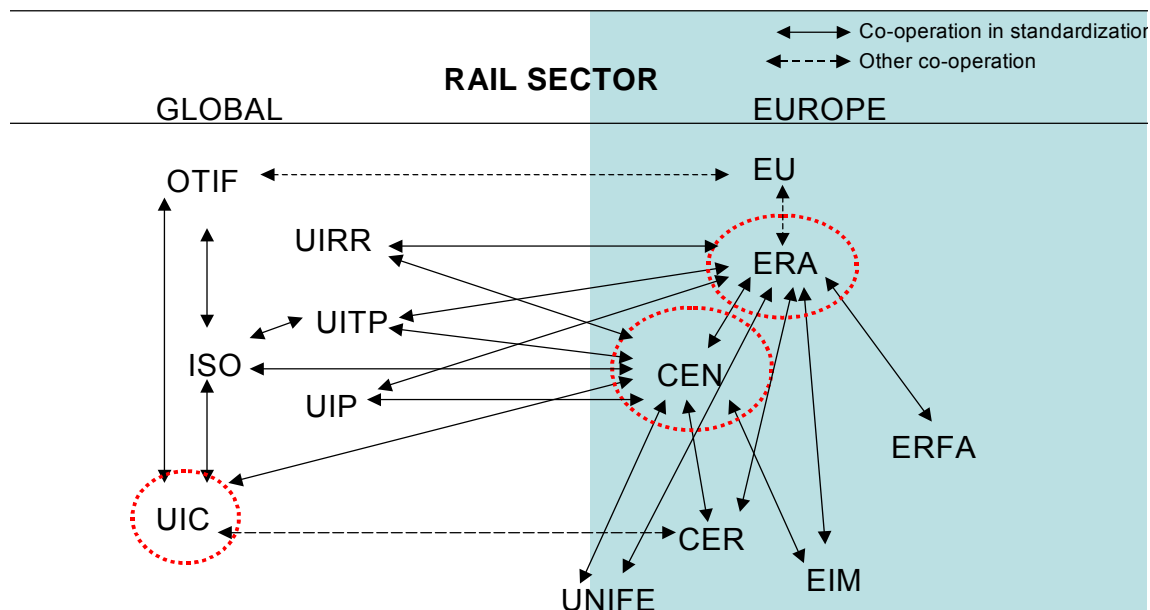 Co-operation in standardization
Other co-operation
RAIL SECTOR
GLOBAL
EUROPE
OTIF
EU
UIRR
ERA
UITP
ISO
CEN
UIP
ERFA
UIC
CER
EIM
UNIFE